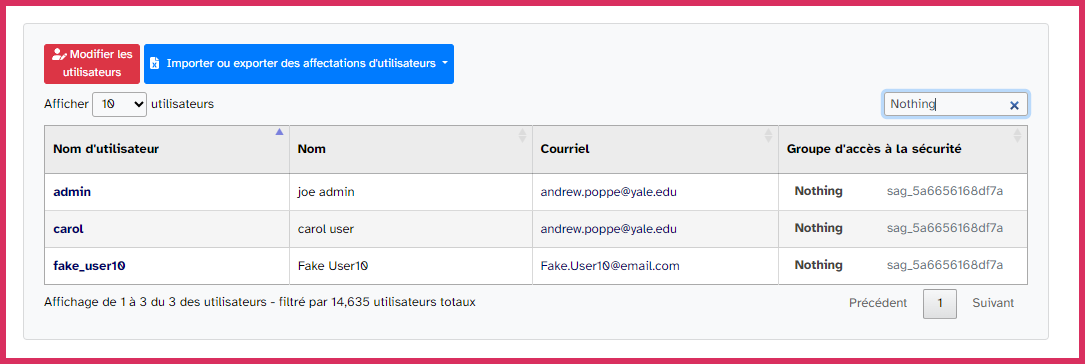 Modifier les
utilisateurs
Importer ou exporter des affectations d'utilisateurs
Afficher 10 utilisateurs
Nothing
Nom d'utilisateur Nom Courriel Groupe d'accès à la sécurité
admin joe admin andrew.poppe@yale.edu Nothing sag_5a6656168df7a
carol carol user andrew.poppe@yale.edu Nothing sag_5a6656168df7a
fake_user10 Fake User10 Fake.User10@email.com Nothing sag_5a6656168df7a
Affichage de 1 à 3 du 3 des utilisateurs - filtré par 14,635 utilisateurs totaux
Précédent 1 Suivant